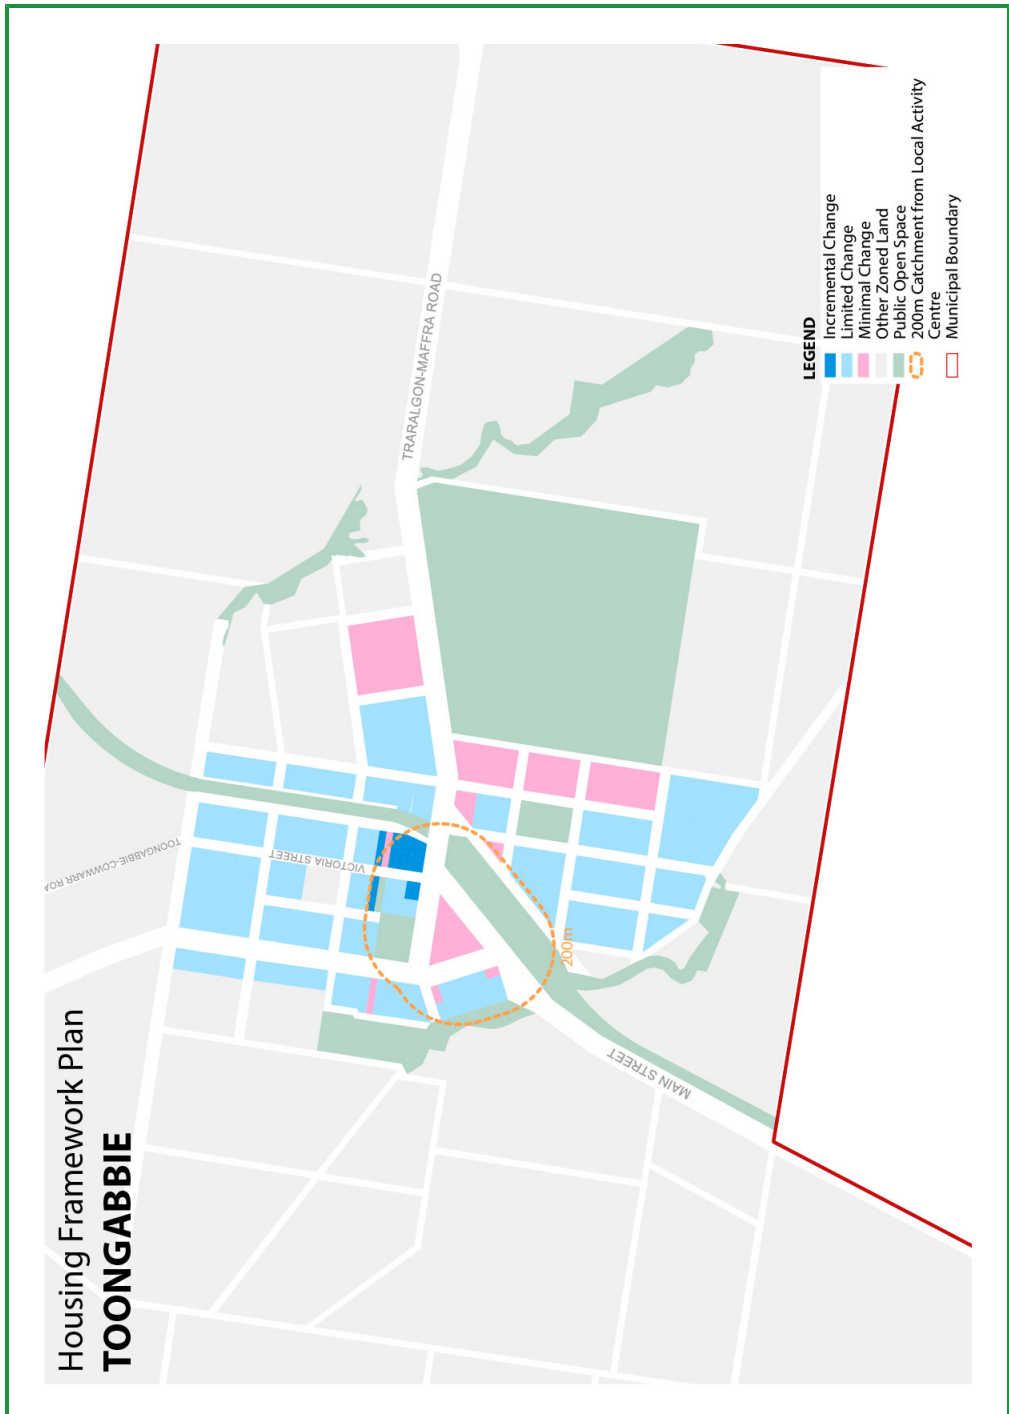 Housing Framework Plan
TOONGABBIE
TOONGABBIE-COWWARR ROA
VICTORIA STREET
TRARALGON-MAFFRA ROAD
200m
MAIN STREET
LEGEND
Incremental Change
Limited Change
Minimal Change
Other Zoned Land
Public Open Space
200m Catchment from Local Activity
Centre
Municipal Boundary